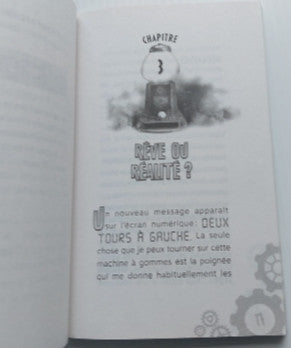 CHAPITRE
3
RÊVE OU
RÉALITÉ ?
Un nouveau message apparaît
sur l'écran numérique : DEUX
TOURS À GAUCHE. La seule
chose que je peux tourner sur cette
machine à gommes est la poignée
qui me donne habituellement les